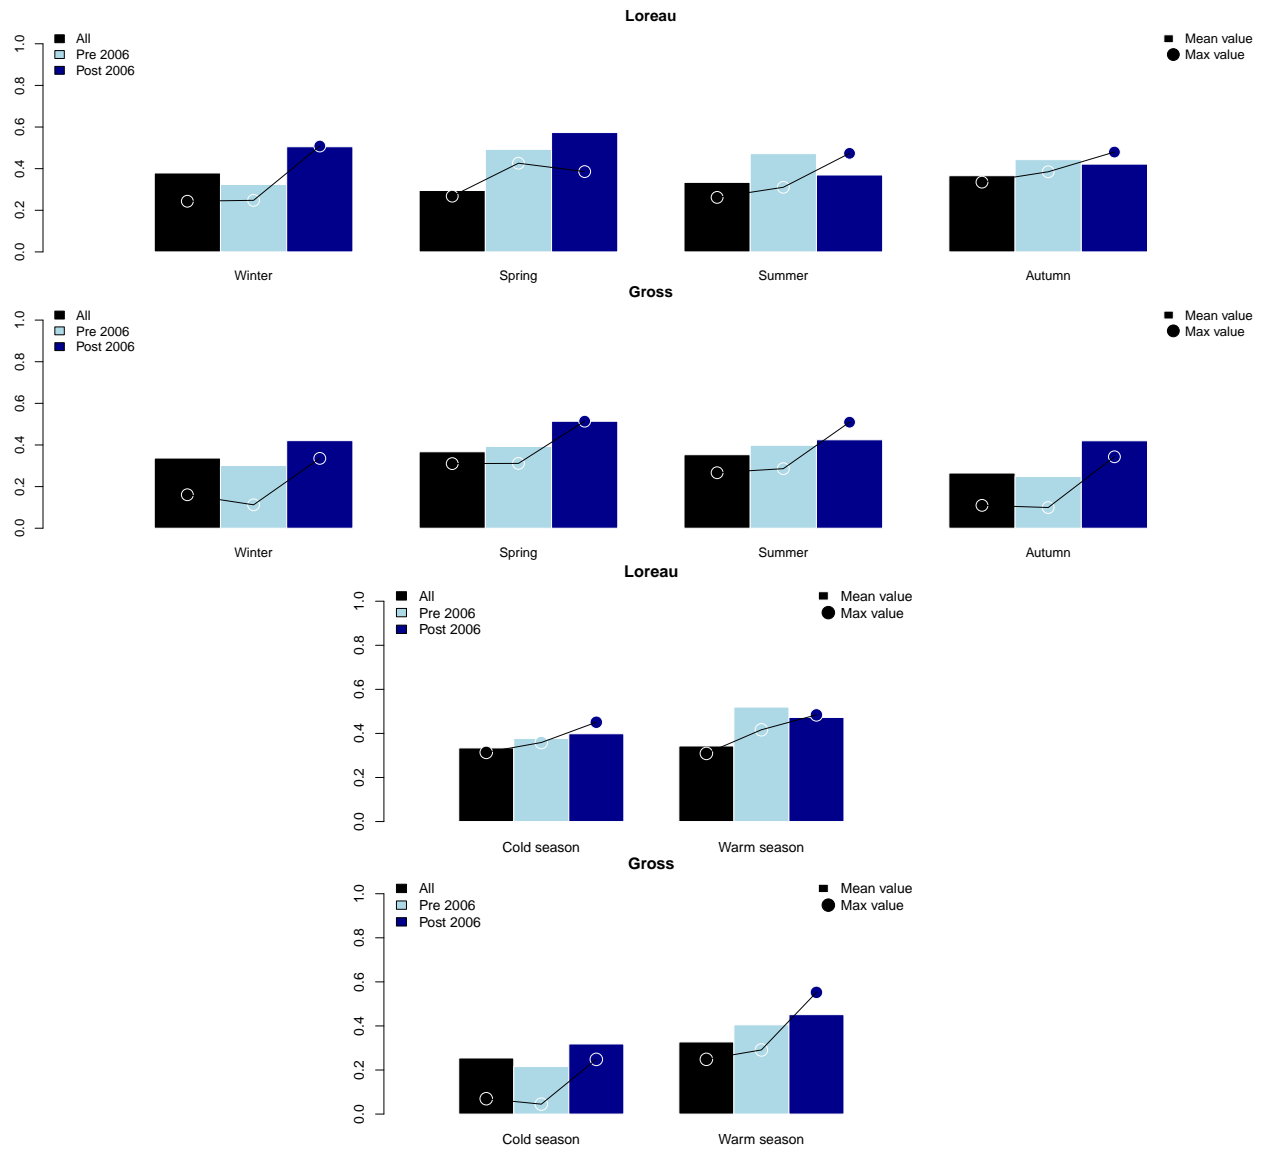 Loreau
All
Pre 2006
Post 2006
Mean value
Max value
1.0
0.8
0.6
0.4
0.2
0.0
Winter Spring Summer Autumn
Gross
All
Pre 2006
Post 2006
Mean value
Max value
1.0
0.8
0.6
0.4
0.2
0.0
Winter Spring Summer Autumn
Loreau
All
Pre 2006
Post 2006
Mean value
Max value
1.0
0.8
0.6
0.4
0.2
0.0
Cold season Warm season
Gross
All
Pre 2006
Post 2006
Mean value
Max value
1.0
0.8
0.6
0.4
0.2
0.0
Cold season Warm season